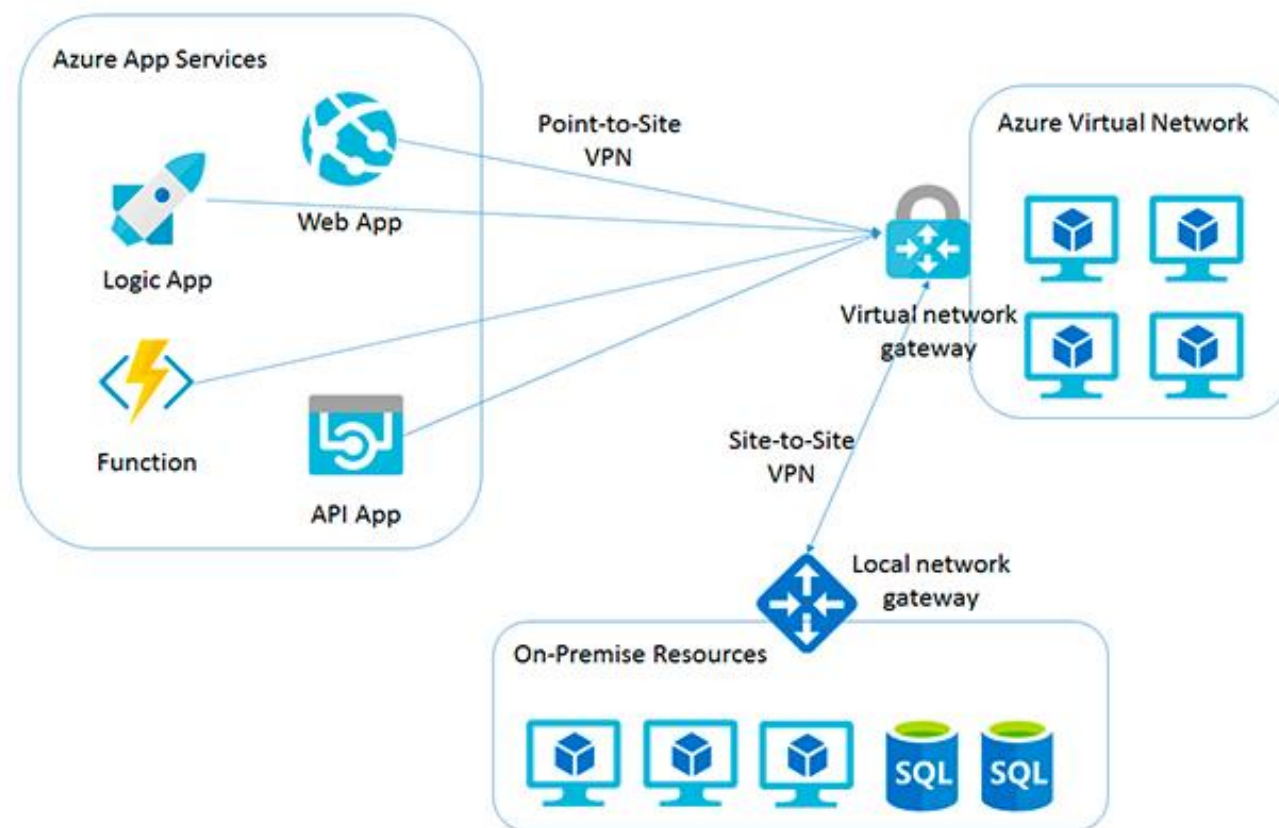 Azure App Services
Web App
Logic App
Function
API App
Point-to-Site
VPN
Azure Virtual Network
Virtual network
gateway
Site-to-Site
VPN
Local network
gateway
On-Premise Resources
SQL
SQL